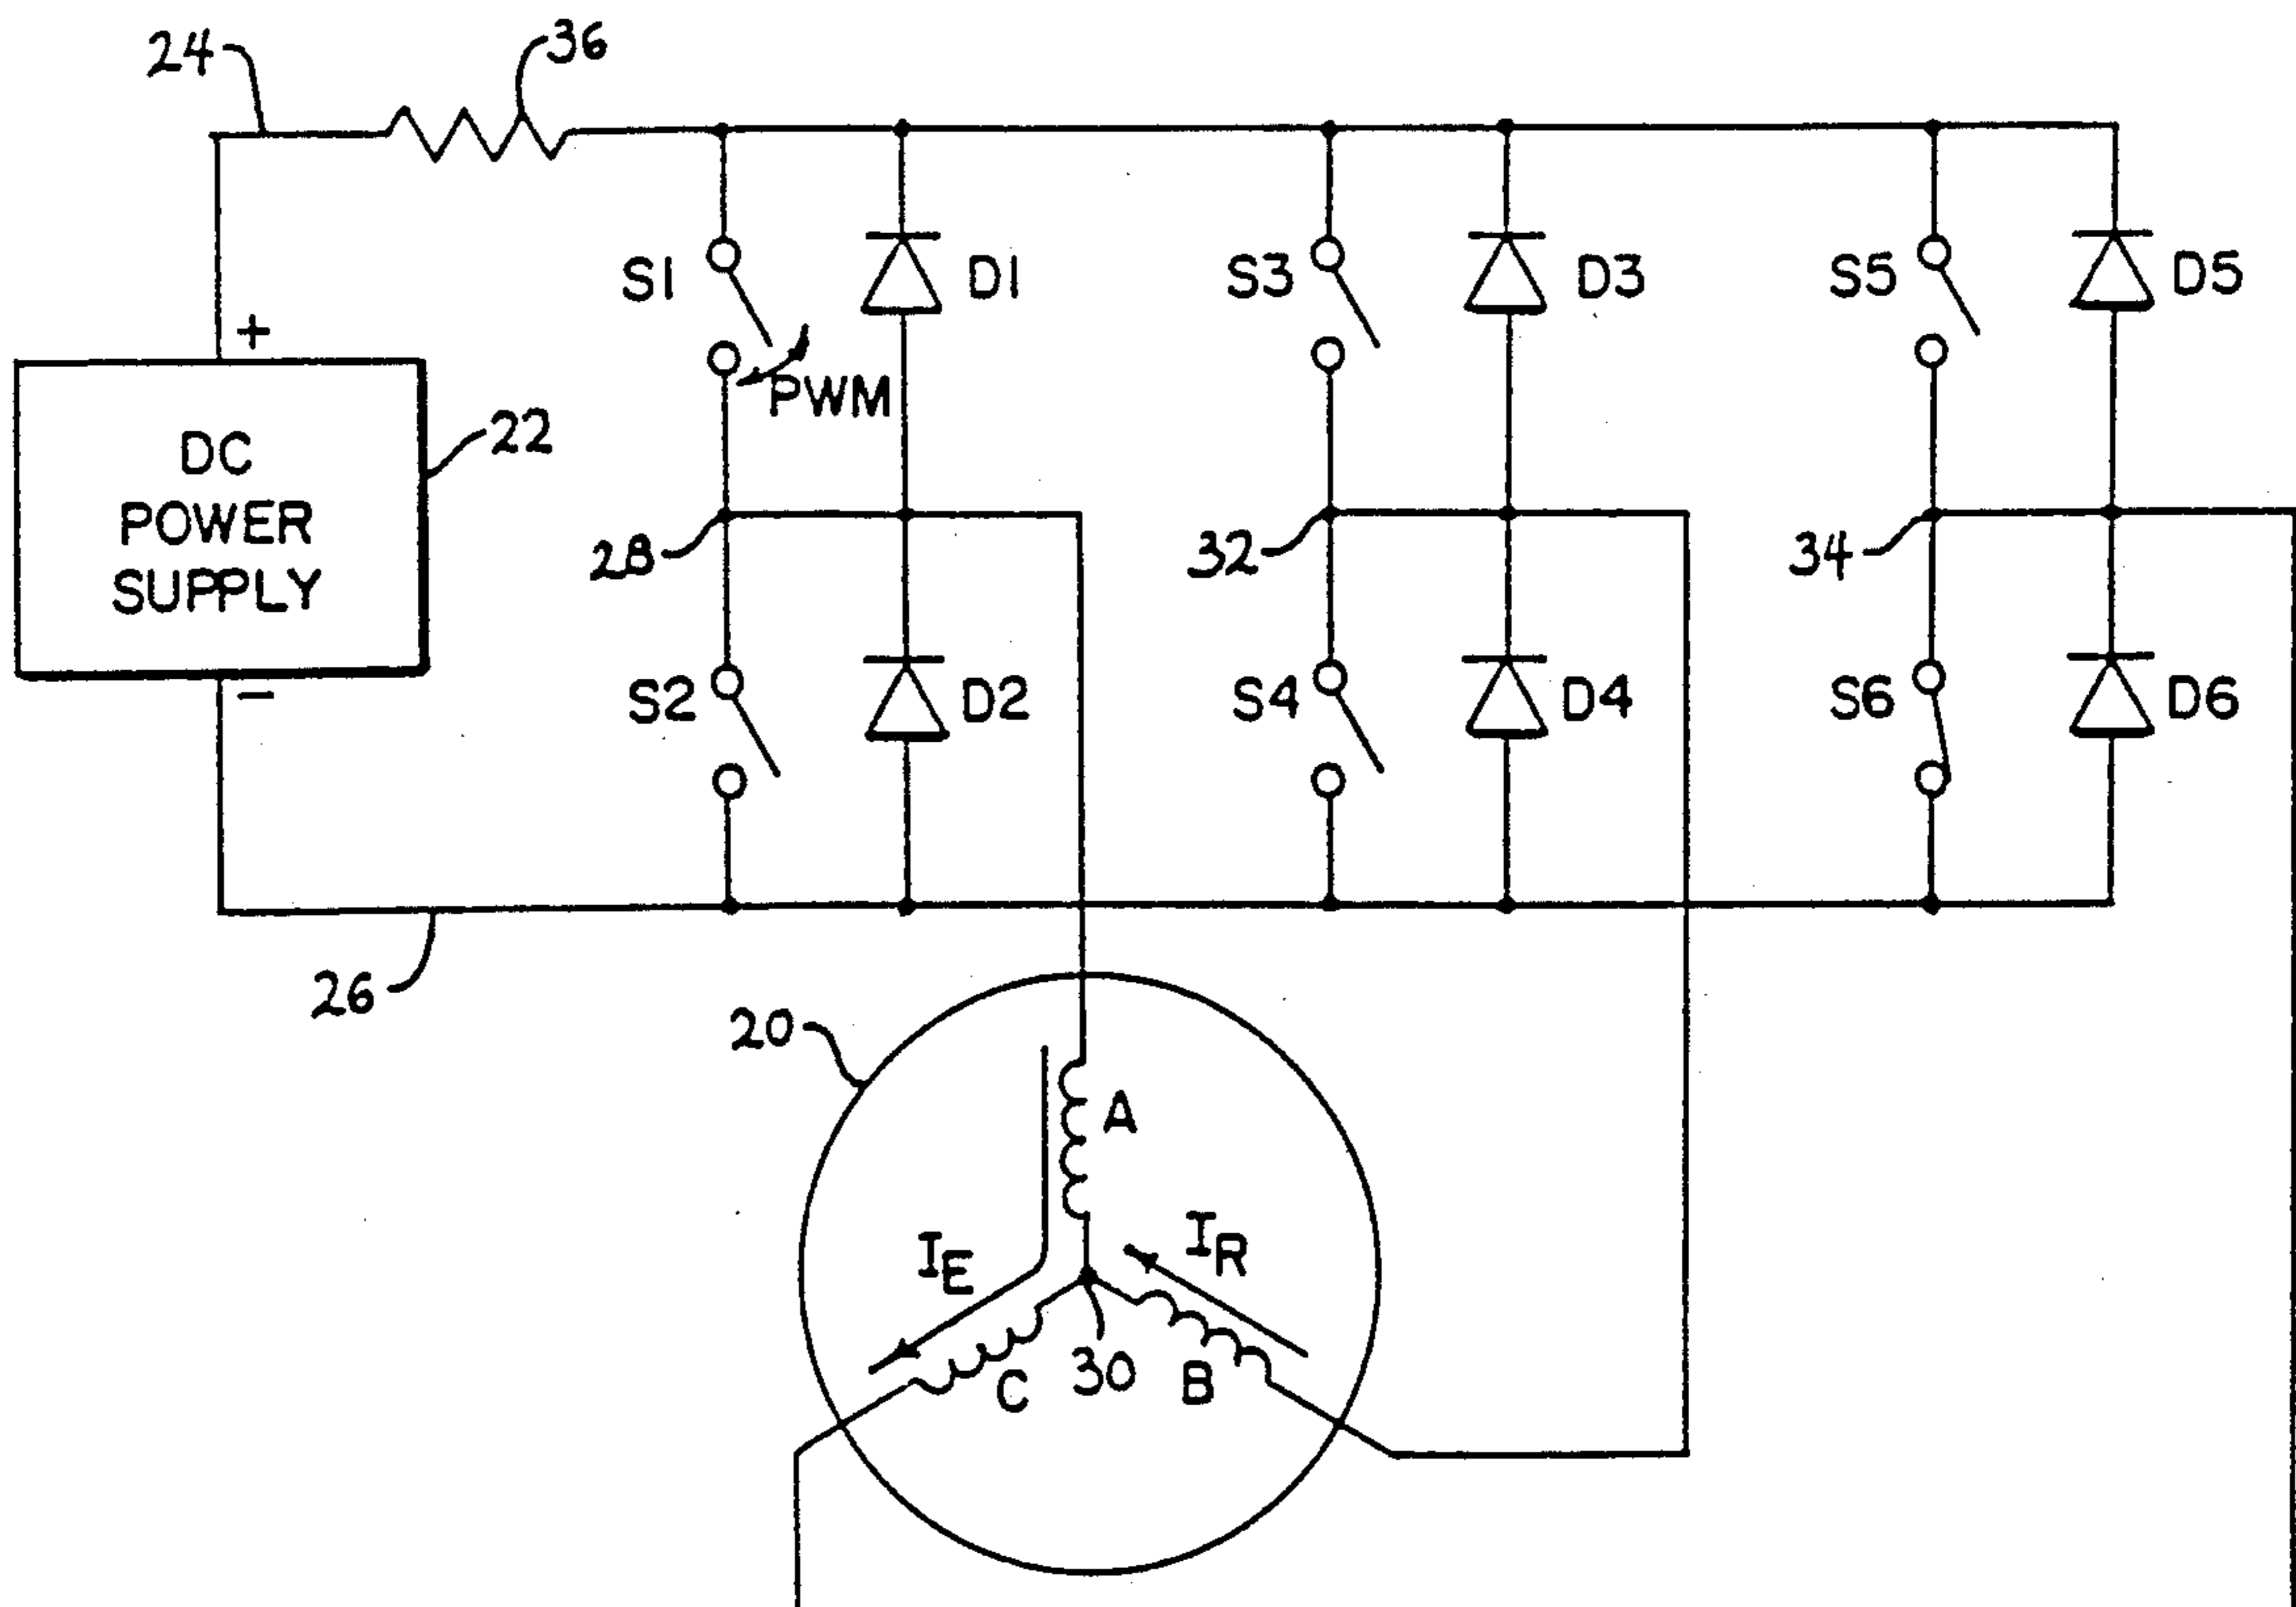 24
36
S1
D1
S3
D3
S5
D5
+
PWM
DC
POWER
SUPPLY
22
28
32
34
S2
D2
S4
D4
S6
D6
−
26
20
A
IE
IR
C
30
B